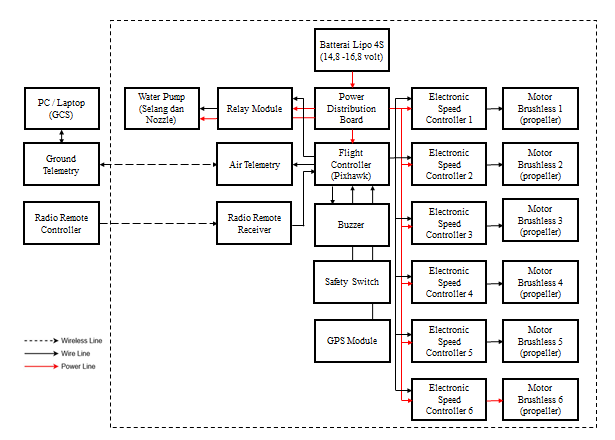 Batterai Lipo 4S
(14,8 -16,8 volt)
PC / Laptop
(GCS)
Water Pump
(Selang dan
Nozzle)
Relay Module
Power
Distribution
Board
Electronic
Speed
Controller 1
Motor
Brushless 1
(propeller)
Ground
Telemetry
Air Telemetry
Flight
Controller
(Pixhawk)
Electronic
Speed
Controller 2
Motor
Brushless 2
(propeller)
Radio Remote
Controller
Radio Remote
Receiver
Buzzer
Electronic
Speed
Controller 3
Motor
Brushless 3
(propeller)
Safety Switch
Electronic
Speed
Controller 4
Motor
Brushless 4
(propeller)
GPS Module
Electronic
Speed
Controller 5
Motor
Brushless 5
(propeller)
Electronic
Speed
Controller 6
Motor
Brushless 6
(propeller)
Wireless Line
Wire Line
Power Line